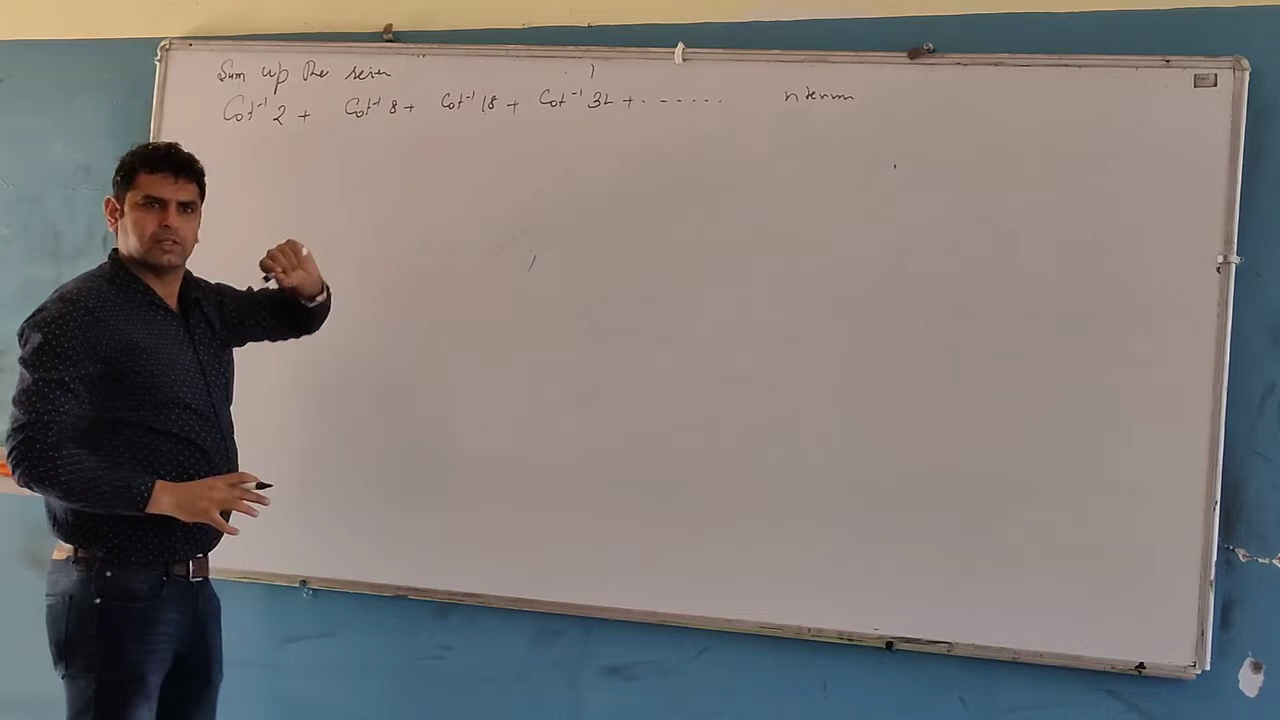 Sum up the series
Cot⁻¹ 2 + Cot⁻¹ 8 + Cot⁻¹ 18 + Cot⁻¹ 32 + ....... n terms